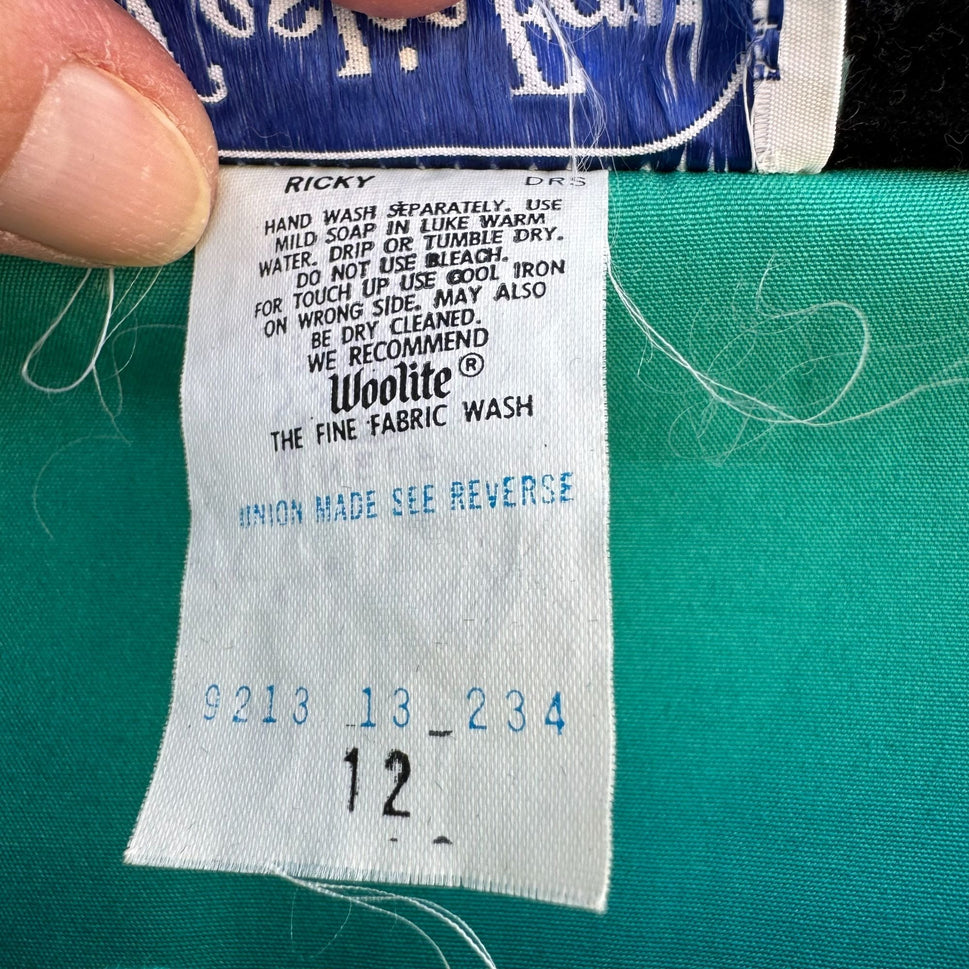 RICKY DRS
HAND WASH SEPARATELY. USE
MILD SOAP IN LUKE WARM
WATER. DRIP OR TUMBLE DRY.
DO NOT USE BLEACH.
FOR TOUCH UP USE COOL IRON
ON WRONG SIDE. MAY ALSO
BE DRY CLEANED.
WE RECOMMEND
Woolite®
THE FINE FABRIC WASH
UNION MADE SEE REVERSE
9213 13 234
12